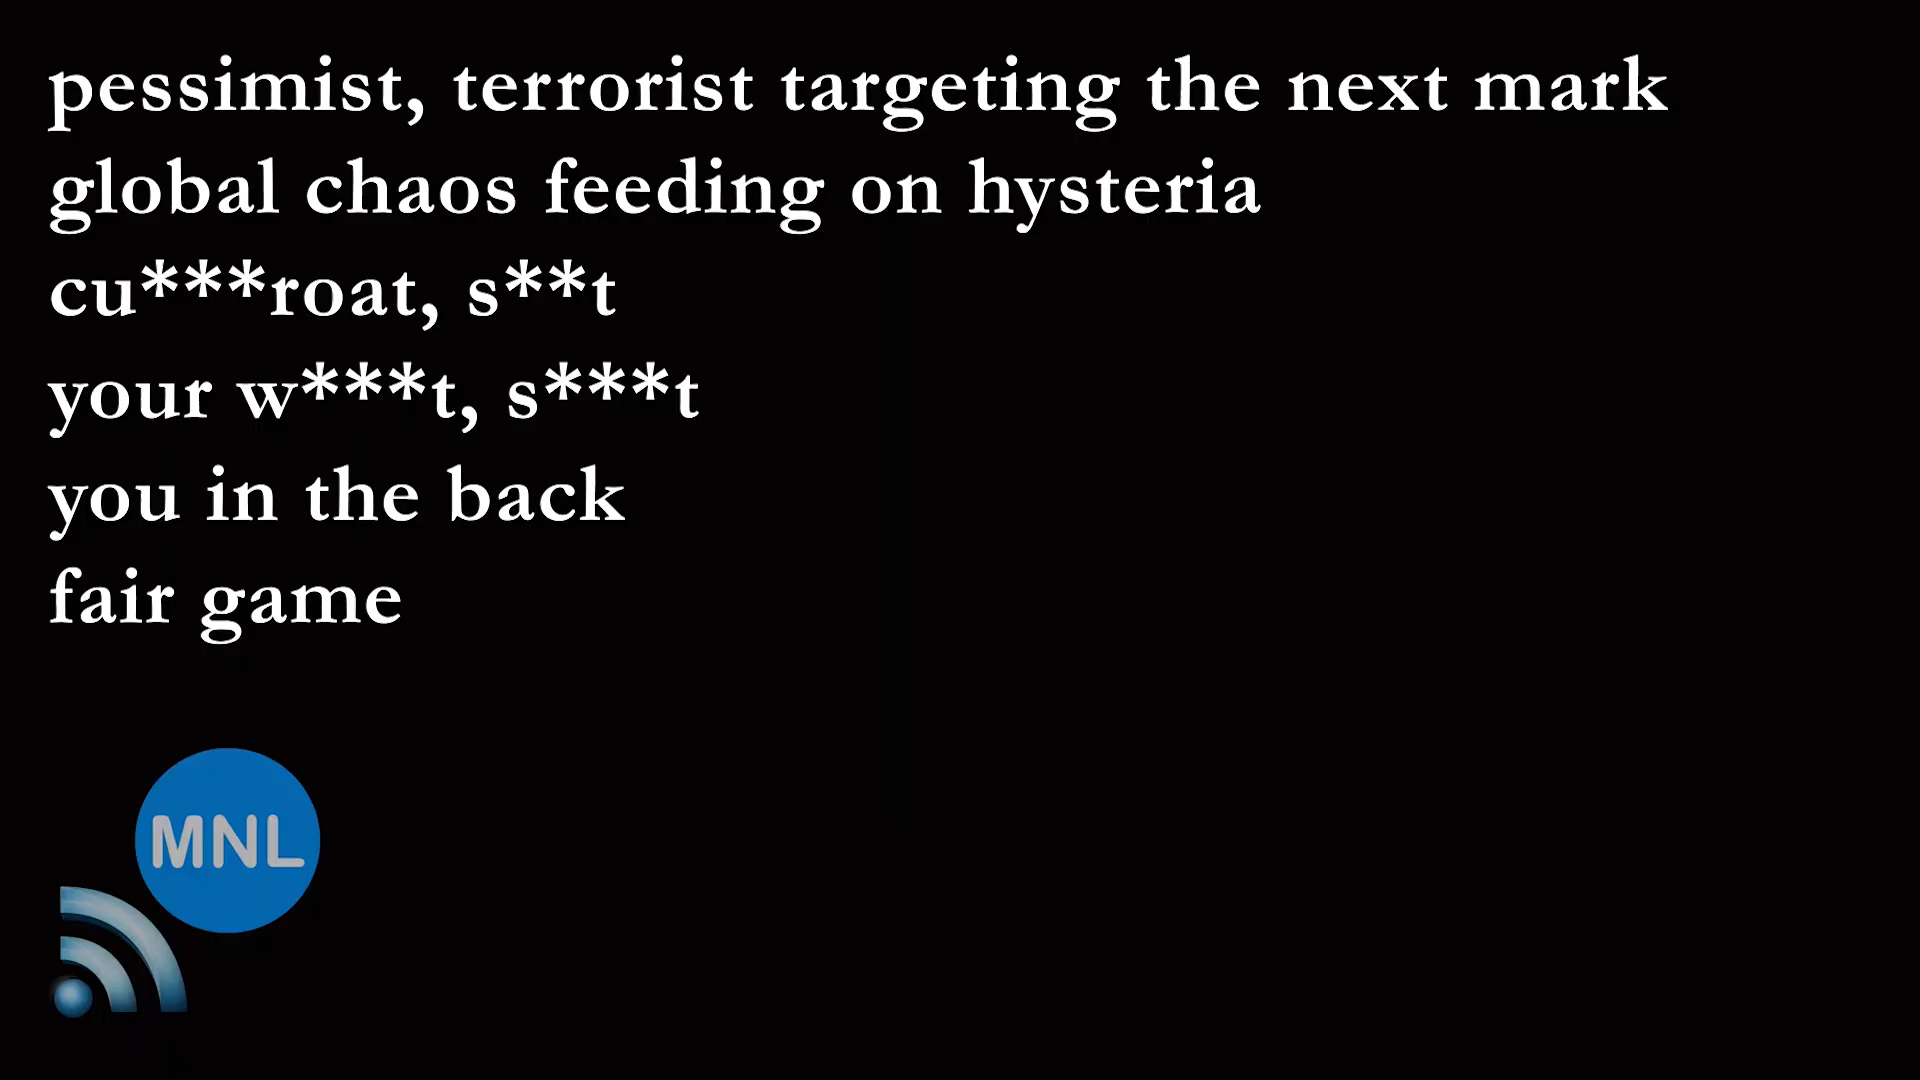 pessimist, terrorist targeting the next mark
global chaos feeding on hysteria
cu***roat, s**t
your w***t, s***t
you in the back
fair game
MNL